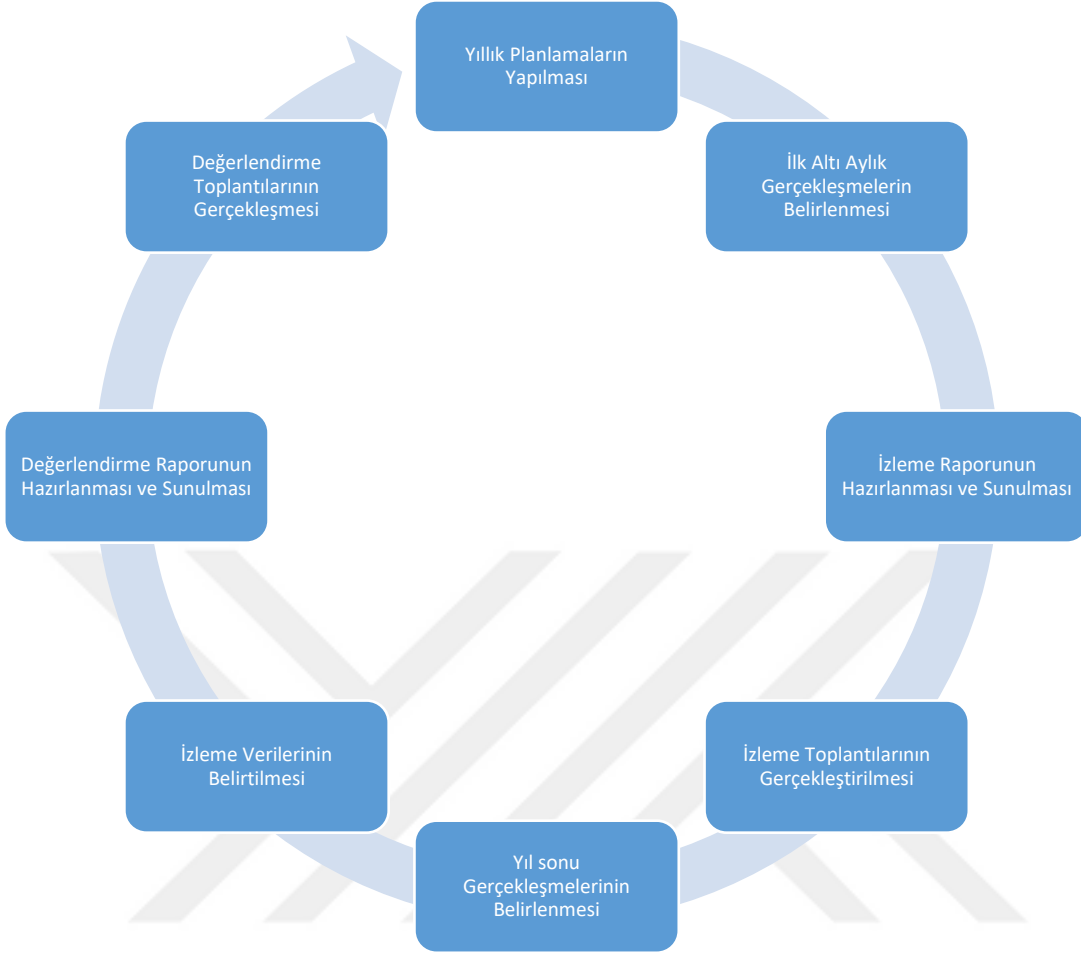 Yıllık Planlamaların
Yapılması
İlk Altı Aylık
Gerçekleşmelerin
Belirlenmesi
İzleme Raporunun
Hazırlanması ve Sunulması
İzleme Toplantılarının
Gerçekleştirilmesi
Yıl sonu
Gerçekleşmelerinin
Belirlenmesi
İzleme Verilerinin
Belirtilmesi
Değerlendirme Raporunun
Hazırlanması ve Sunulması
Değerlendirme
Toplantılarının
Gerçekleşmesi